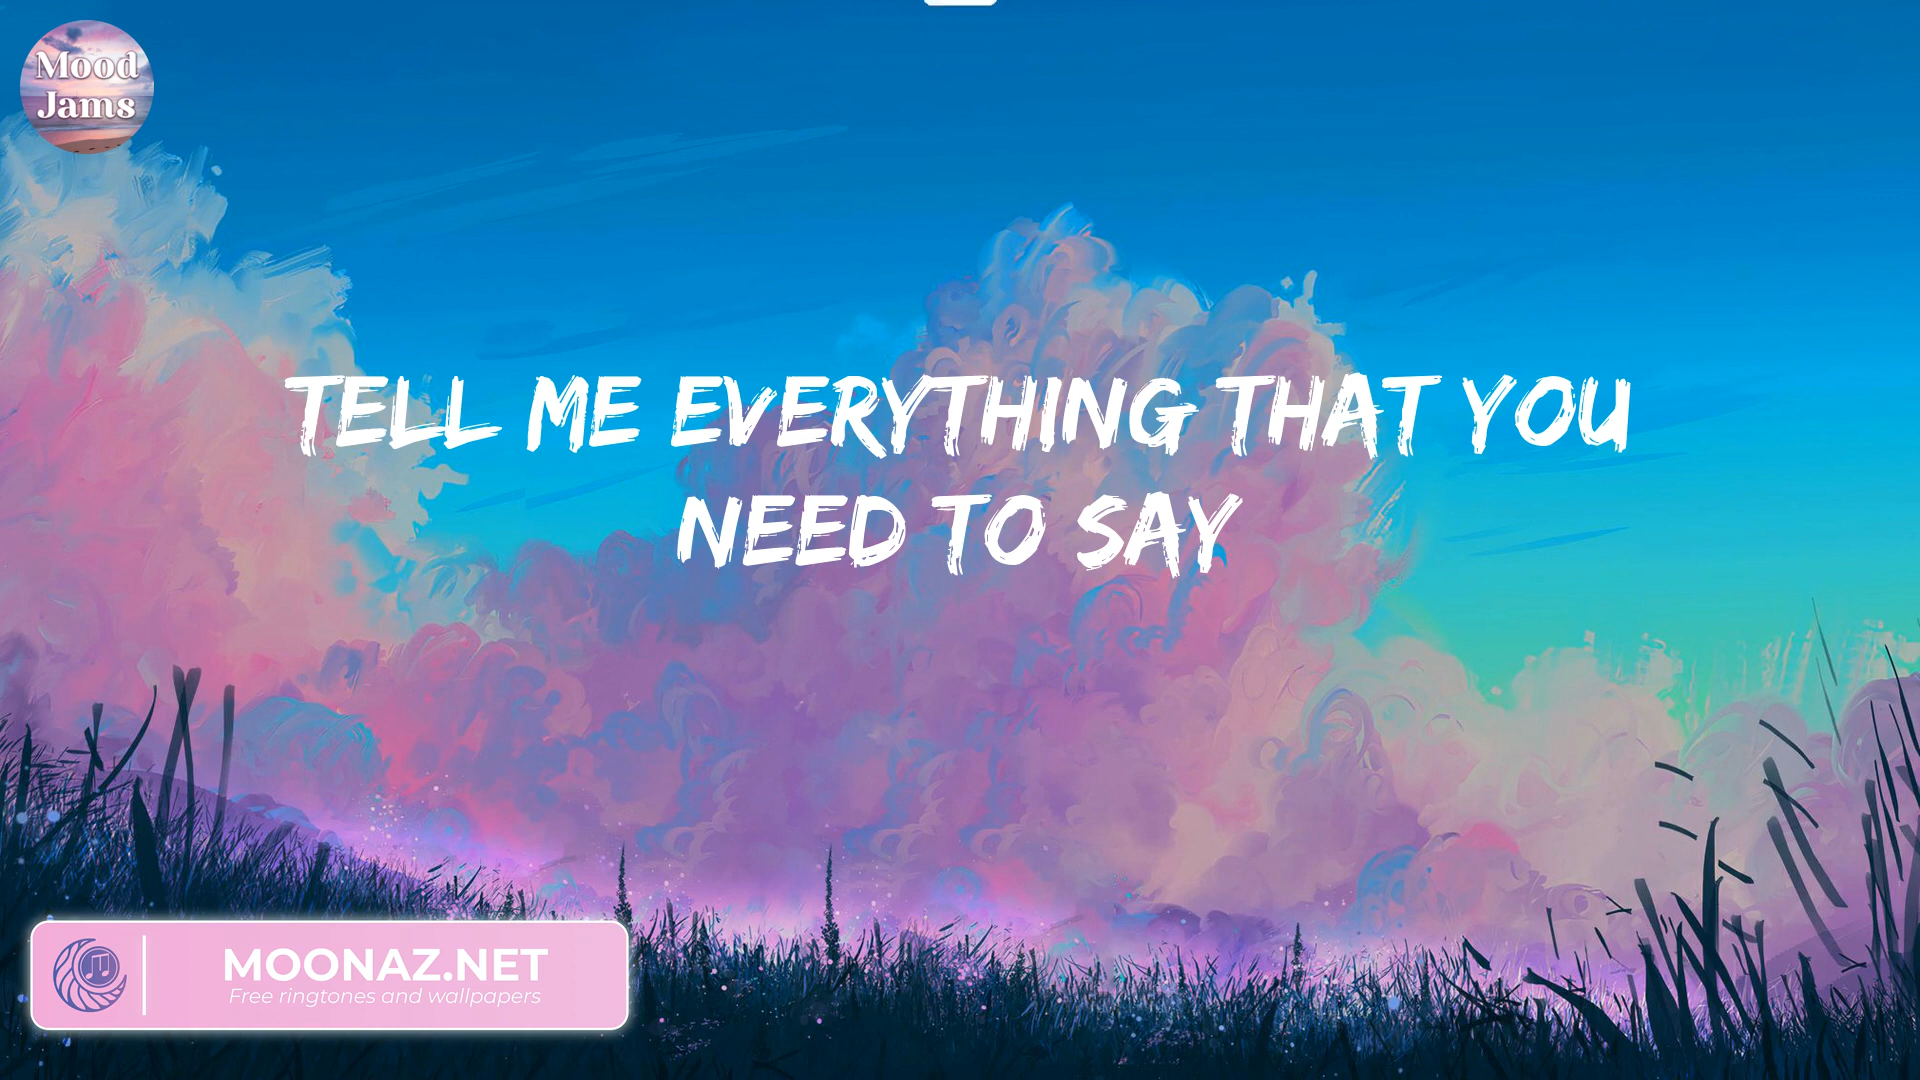 Mood
Jams
TELL ME EVERYTHING THAT YOU
NEED TO SAY
MOONAZ.NET
Free ringtones and wallpapers